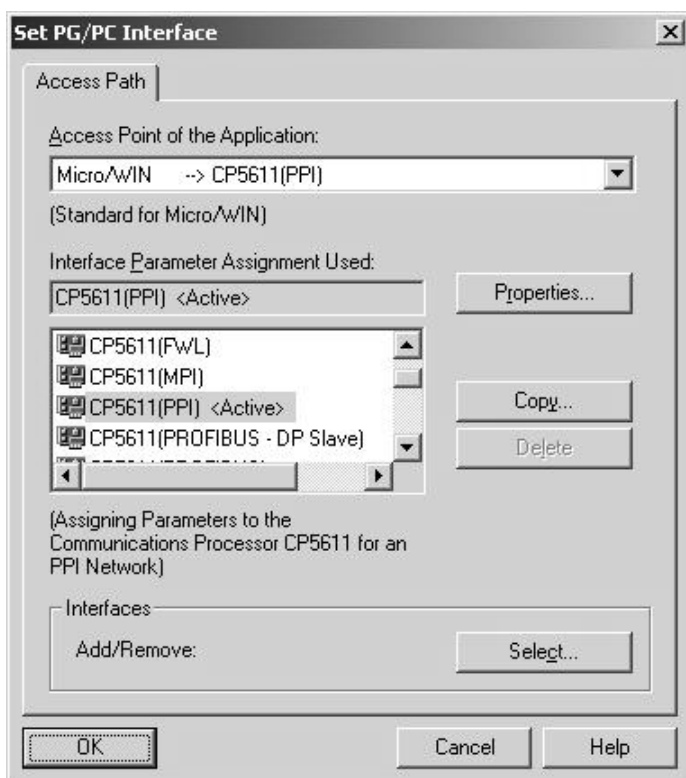 Set PG/PC Interface
Access Path
Access Point of the Application:
Micro/WIN --> CP5611(PPI)
(Standard for Micro/WIN)
Interface Parameter Assignment Used:
CP5611(PPI) <Active>
Properties...
CP5611(FWL)
CP5611(MPI)
CP5611(PPI) <Active>
CP5611(PROFIBUS - DP Slave)
Copy...
Delete
(Assigning Parameters to the
Communications Processor CP5611 for an
PPI Network)
Interfaces
Add/Remove:
Select...
OK
Cancel
Help